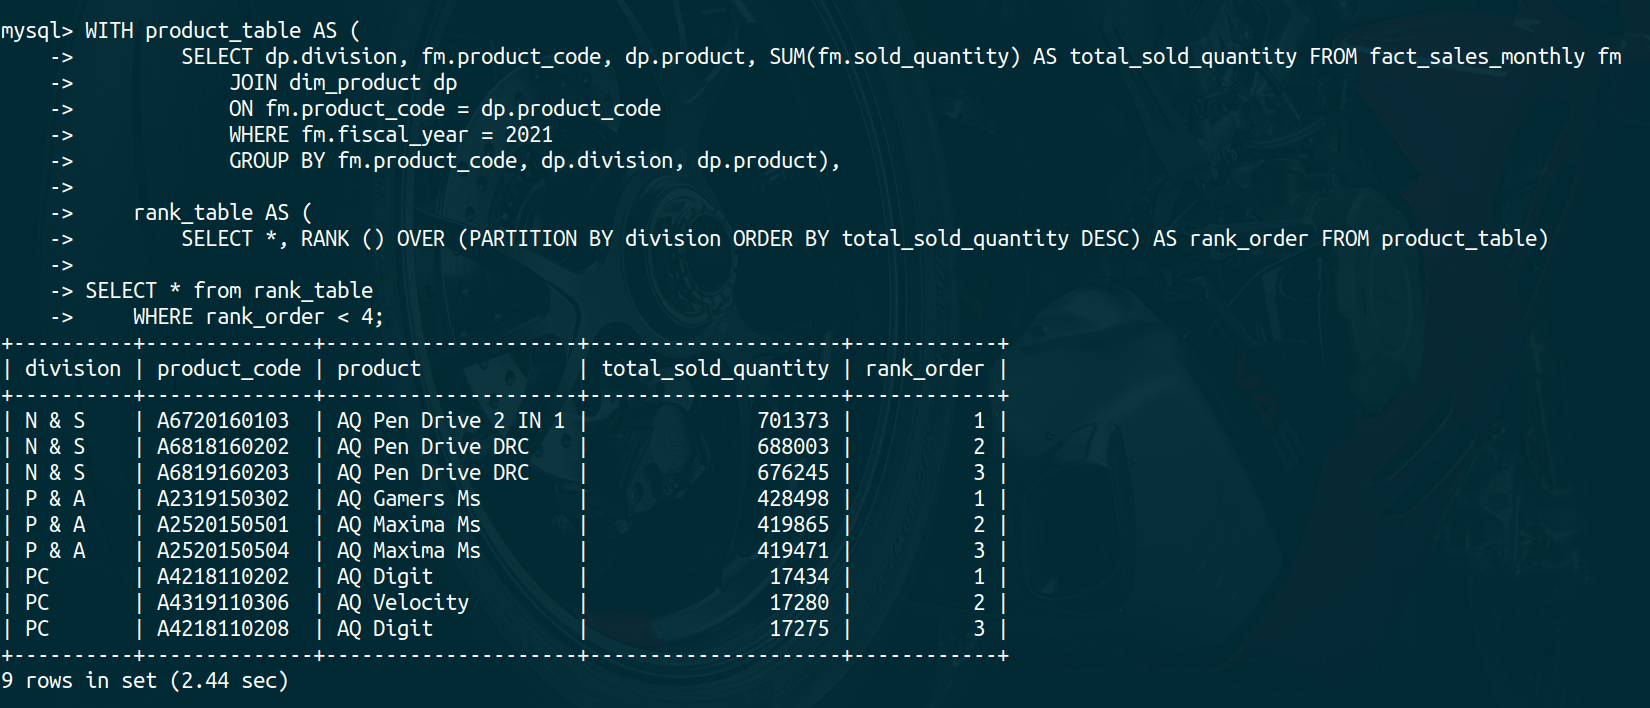 mysql> WITH product_table AS (
    ->         SELECT dp.division, fm.product_code, dp.product, SUM(fm.sold_quantity) AS total_sold_quantity FROM fact_sales_monthly fm
    ->             JOIN dim_product dp
    ->             ON fm.product_code = dp.product_code
    ->             WHERE fm.fiscal_year = 2021
    ->             GROUP BY fm.product_code, dp.division, dp.product),
    ->
    ->     rank_table AS (
    ->         SELECT *, RANK () OVER (PARTITION BY division ORDER BY total_sold_quantity DESC) AS rank_order FROM product_table)
    ->
    -> SELECT * from rank_table
    ->     WHERE rank_order < 4;
+----------+--------------+---------------------+---------------------+------------+
| division | product_code | product             | total_sold_quantity | rank_order |
+----------+--------------+---------------------+---------------------+------------+
| N & S    | A6720160103  | AQ Pen Drive 2 IN 1 |              701373 |          1 |
| N & S    | A6818160202  | AQ Pen Drive DRC    |              688003 |          2 |
| N & S    | A6819160203  | AQ Pen Drive DRC    |              676245 |          3 |
| P & A    | A2319150302  | AQ Gamers Ms        |              428498 |          1 |
| P & A    | A2520150501  | AQ Maxima Ms        |              419865 |          2 |
| P & A    | A2520150504  | AQ Maxima Ms        |              419471 |          3 |
| PC       | A4218110202  | AQ Digit            |               17434 |          1 |
| PC       | A4319110306  | AQ Velocity         |               17280 |          2 |
| PC       | A4218110208  | AQ Digit            |               17275 |          3 |
+----------+--------------+---------------------+---------------------+------------+
9 rows in set (2.44 sec)